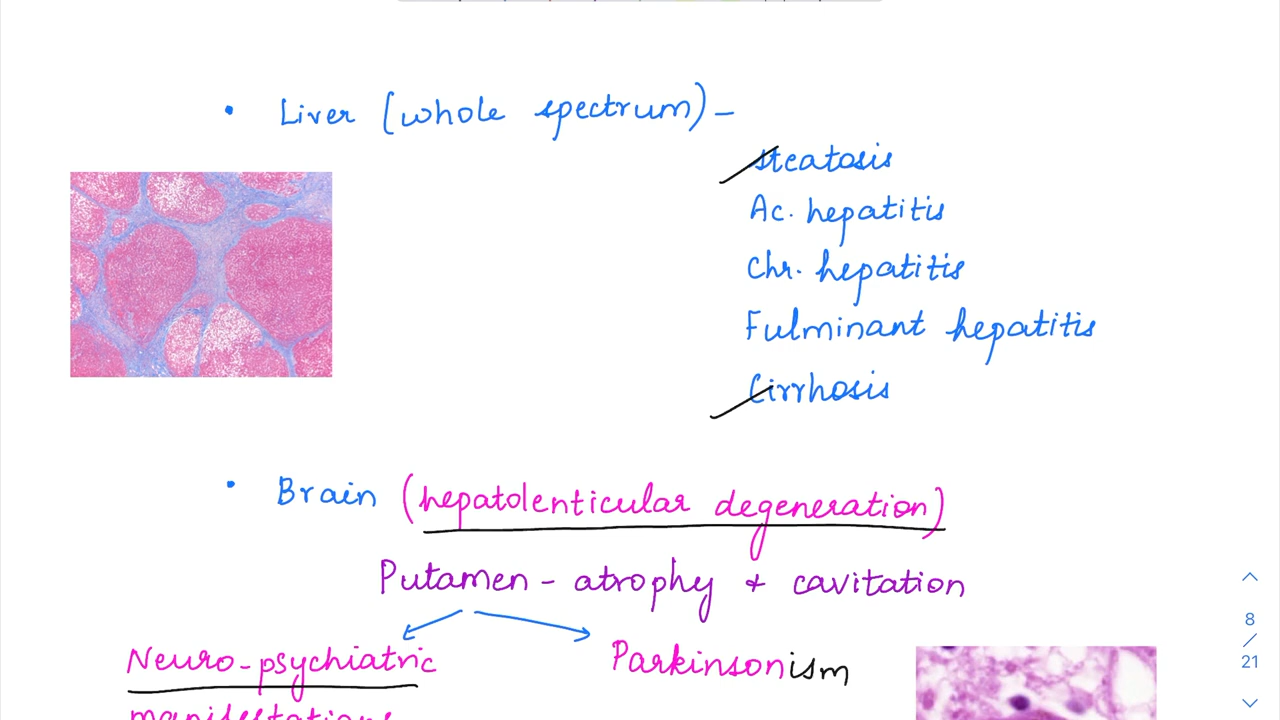 • Liver (whole spectrum) -
steatosis
Ac. hepatitis
Chr. hepatitis
Fulminant hepatitis
Cirrhosis
• Brain (hepatolenticular degeneration)
Putamen - atrophy & cavitation
Neuro-psychiatric
manifestations
Parkinsonism
8
/
21